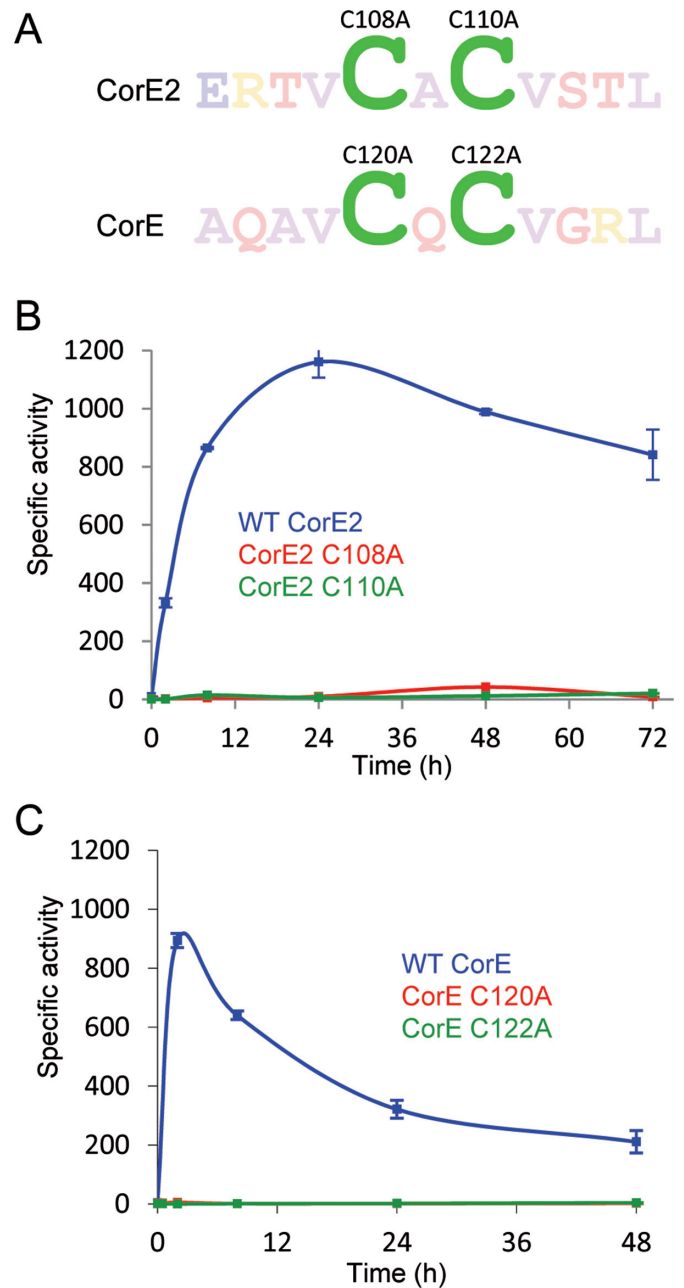 A
C108A C110A
CorE2 ERTVCACVSTL
C120A C122A
CorE AQAVCQCVGRL
B
1200
1000
800
600
400
200
0
Specific activity
WT CorE2
CorE2 C108A
CorE2 C110A
0 12 24 36 48 60 72
Time (h)
C
1200
1000
800
600
400
200
0
Specific activity
WT CorE
CorE C120A
CorE C122A
0 12 24 36 48
Time (h)